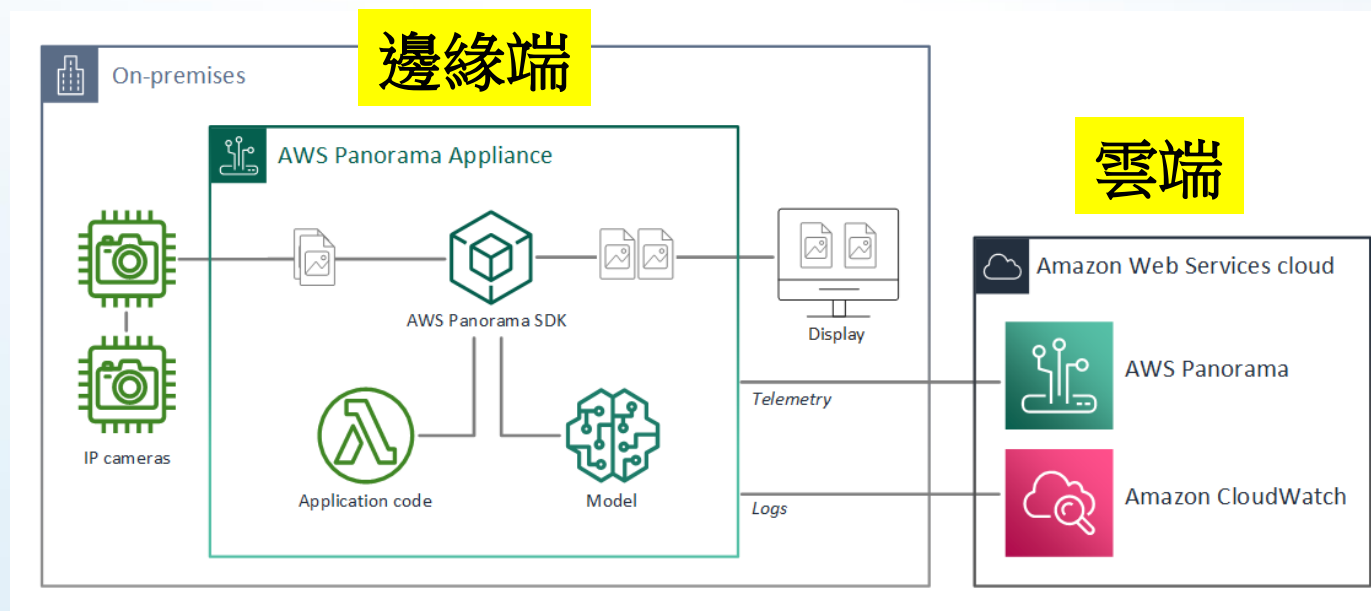 邊緣端
On-premises
AWS Panorama Appliance
雲端
Amazon Web Services cloud
AWS Panorama SDK
Display
AWS Panorama
Telemetry
IP cameras
Application code
Model
Logs
Amazon CloudWatch